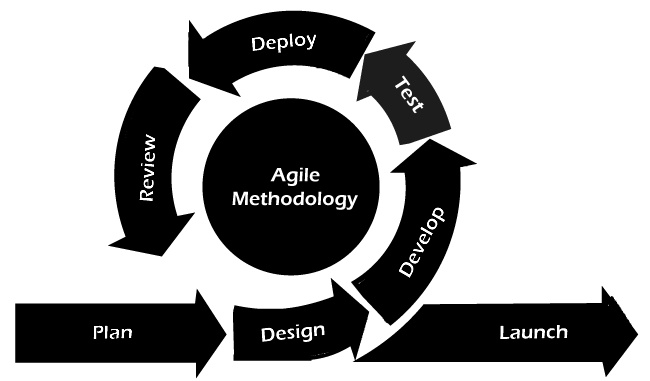 Deploy
Test
Review
Agile
Methodology
Develop
Plan
Design
Launch